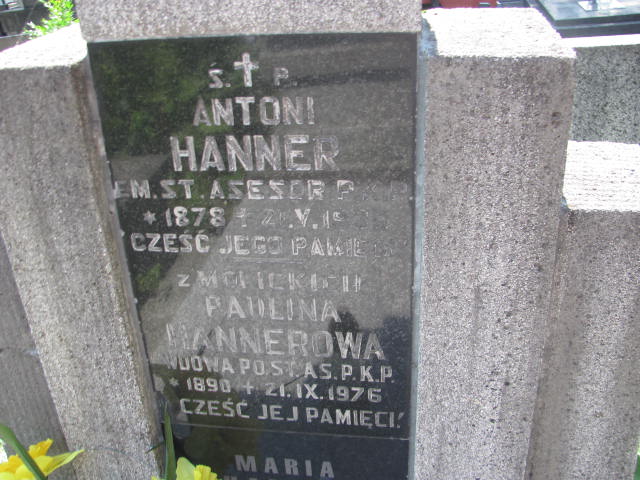 Ś. † P.
ANTONI
HANNER
EM. ST. ASESOR P.K.P.
* 1878 † 21.V.
CZEŚĆ JEGO PAMIĘCI
Z MOLICKICH
PAULINA
HANNEROWA
WDOWA PO ST. AS. P.K.P.
* 1890 † 21.IX.1976
CZEŚĆ JEJ PAMIĘCI!
MARIA